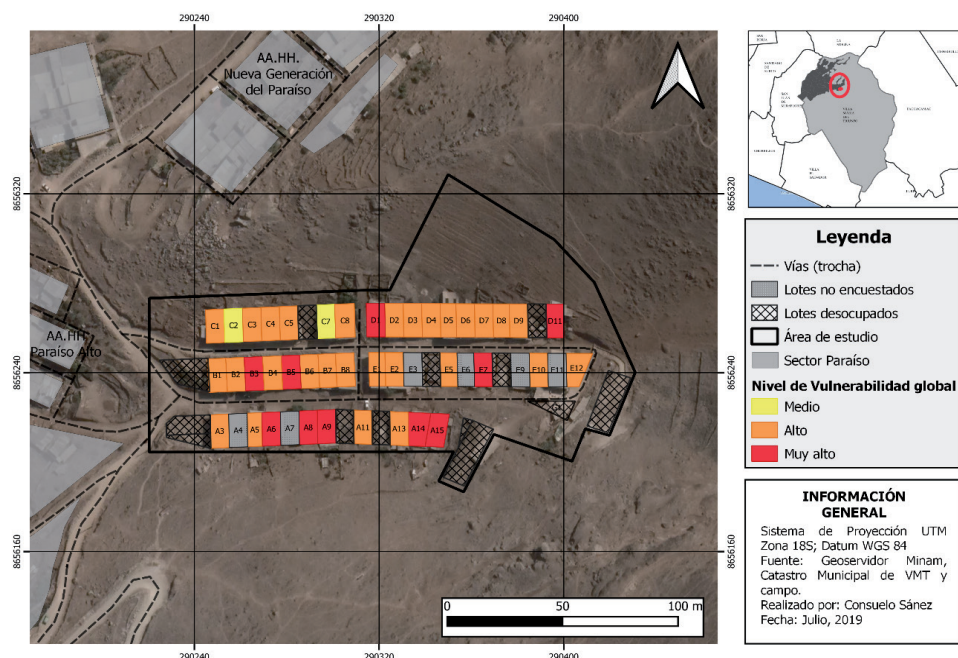 290240
290320
290400
AA.HH.
Nueva Generación
del Paraíso
8656320
8656320
AA.HH.
Paraíso Alto
C1
C2
C3
C4
C5
C7
C8
D1
D2
D3
D4
D5
D6
D7
D8
D9
D11
8656240
8656240
B1
B2
B3
B4
B5
B6
B7
B8
E1
E2
E3
E5
E6
E7
E9
E10
E11
E12
A3
A4
A5
A6
A7
A8
A9
A11
A13
A14
A15
8656160
8656160
0
50
100 m
290240
290320
290400
Leyenda
Vías (trocha)
Lotes no encuestados
Lotes desocupados
Área de estudio
Sector Paraíso
Nivel de Vulnerabilidad global
Medio
Alto
Muy alto
INFORMACIÓN
GENERAL
Sistema de Proyección UTM
Zona 18S; Datum WGS 84
Fuente: Geoservidor Minam,
Catastro Municipal de VMT y
campo.
Realizado por: Consuelo Sánez
Fecha: Julio, 2019